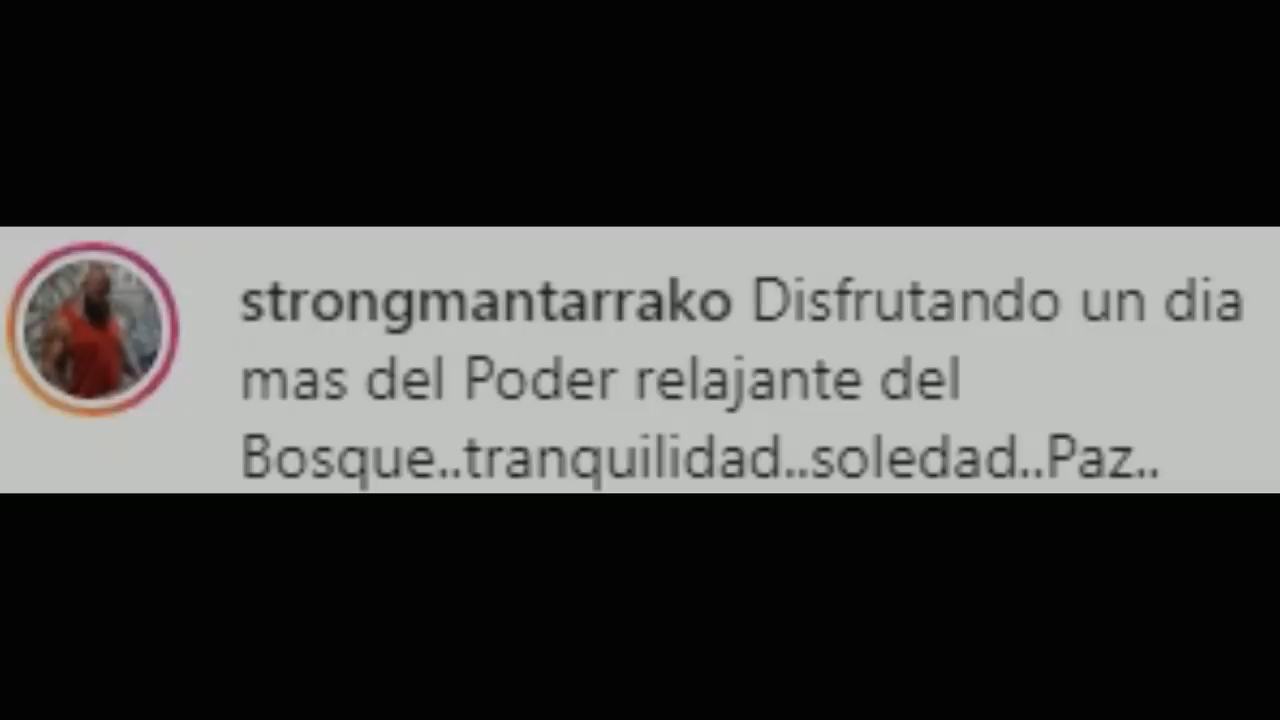 strongmantarrako Disfrutando un dia
mas del Poder relajante del
Bosque..tranquilidad..soledad..Paz..